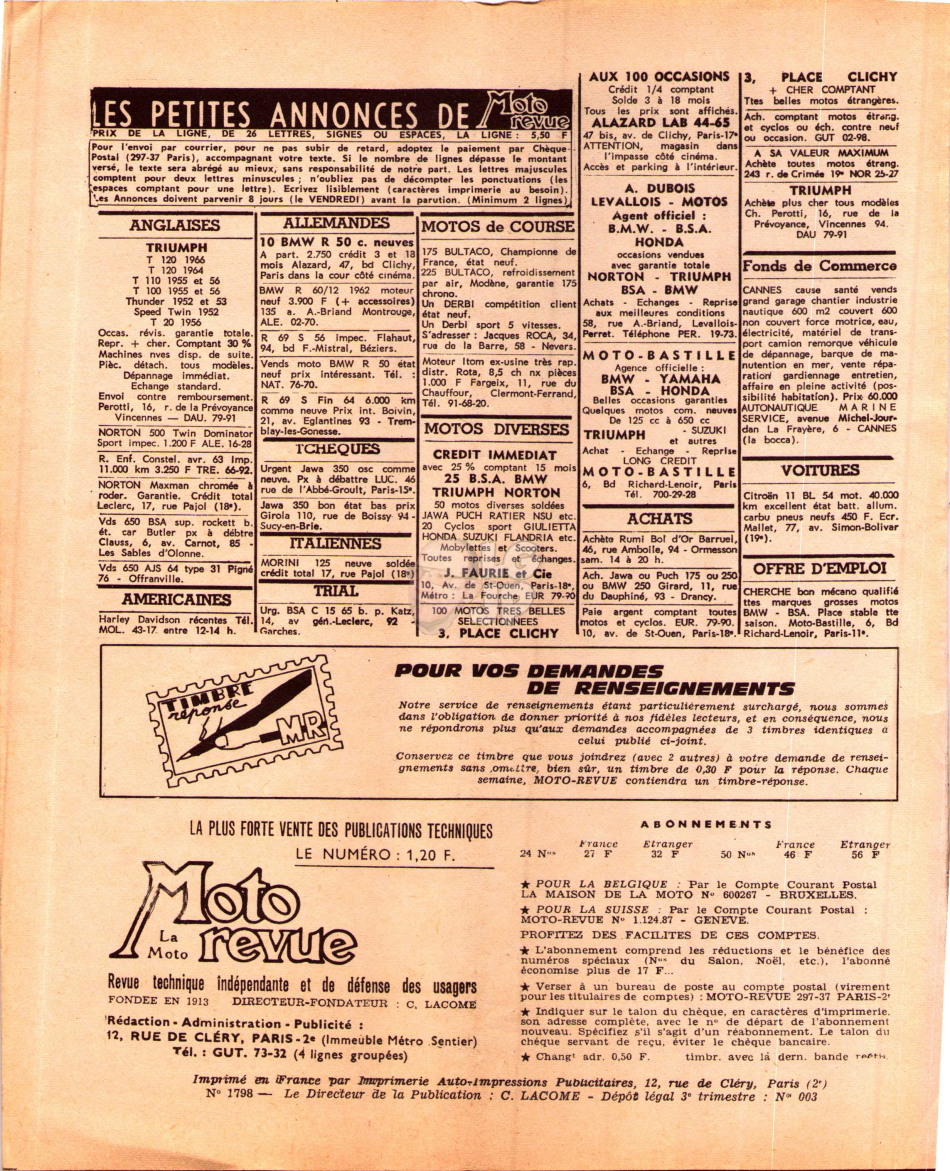 LES PETITES ANNONCES DE Moto revue
PRIX DE LA LIGNE, DE 26 LETTRES, SIGNES OU ESPACES, LA LIGNE : 5,50 F
Pour l'envoi par courrier, pour ne pas subir de retard, adoptez le paiement par Chèque
Postal (297-37 Paris), accompagnant votre texte. Si le nombre de lignes dépasse le montant
versé, le texte sera abrégé au mieux, sans responsabilité de notre part. Les lettres majuscules
comptent pour deux lettres minuscules ; n'oubliez pas de décompter les ponctuations (les
espaces comptant pour une lettre). Ecrivez lisiblement (caractères imprimerie au besoin).
Les Annonces doivent parvenir 8 jours (le VENDREDI) avant la parution. (Minimum 2 lignes)
ANGLAISES
TRIUMPH
T 120 1966
T 120 1964
T 110 1955 et 56
T 100 1955 et 56
Thunder 1952 et 53
Speed Twin 1952
T 20 1956
Occas. révis. garantie totale.
Repr. + cher. Comptant 30 %
Machines nves disp. de suite.
Pièc. détach. tous modèles.
Dépannage immédiat.
Echange standard.
Envoi contre remboursement.
Perotti, 16, r. de la Prévoyance
Vincennes — DAU. 79-91
NORTON 500 Twin Dominator
Sport impec. 1.200 F ALE. 16-28
R. Enf. Constel. avr. 63 Imp.
11.000 km 3.250 F TRE. 66-92.
NORTON Maxman chromée à
roder. Garantie. Crédit total
Leclerc, 17, rue Pajol (18e).
Vds 650 BSA sup. rockett b.
ét. car Butler px à débattre
Clauss, 6, av. Carnot, 85 -
Les Sables d'Olonne.
Vds 650 AJS 64 type 31 Pigné
76 - Offranville.
AMERICAINES
Harley Davidson récentes Tél.
MOL. 43-17 entre 12-14 h.
ALLEMANDES
10 BMW R 50 c. neuves
A part. 2.750 crédit 3 et 18
mois Alazard, 47, bd Clichy,
Paris dans la cour côté cinéma.
BMW R 60/12 1962 moteur
neuf 3.900 F (+ accessoires)
135 a. A.-Briand Montrouge,
ALE. 02-70.
R 69 S 56 impec. Flahaut,
94, bd F.-Mistral, Béziers.
Vends moto BMW R 50 état
neuf prix intéressant. Tél. :
NAT. 76-70.
R 69 S Fin 64 6.000 km
comme neuve Prix int. Boivin,
21, av. Eglantines 93 - Trem-
blay-les-Gonesse.
TCHEQUES
Urgent Jawa 350 osc comme
neuve. Px à débattre LUC. 46
rue de l'Abbé-Groult, Paris-15e.
Jawa 350 bon état bas prix
Girola 110, rue de Boissy 94 -
Sucy-en-Brie.
ITALIENNES
MORINI 125 neuve soldée
crédit total 17, rue Pajol (18e)
TRIAL
Urg. BSA C 15 65 b. p. Katz,
14, av gén.-Leclerc, 92 -
Garches.
MOTOS de COURSE
175 BULTACO, Championne de
France, état neuf.
225 BULTACO, refroidissement
par air, Modène, garantie 175
chrono.
Un DERBI compétition client
état neuf.
Un Derbi sport 5 vitesses.
S'adresser : Jacques ROCA, 34,
rue de la Barre, 58 - Nevers.
Moteur Itom ex-usine très rap.
distr. Rota, 8,5 ch nx pièces
1.000 F Fargeix, 11, rue du
Chauffour, Clermont-Ferrand,
Tél. 91-68-20.
MOTOS DIVERSES
CREDIT IMMEDIAT
avec 25 % comptant 15 mois
25 B.S.A. BMW
TRIUMPH NORTON
50 motos diverses soldées
JAWA PUCH RATIER NSU etc.
20 Cyclos sport GIULIETTA
HONDA SUZUKI FLANDRIA etc.
Mobylettes et Scooters.
Toutes reprises et échanges.
J. FAURIE et Cie
10, Av. de St-Ouen, Paris-18e,
Métro : La Fourche EUR 79-90
100 MOTOS TRES BELLES
SELECTIONNEES
3, PLACE CLICHY
AUX 100 OCCASIONS
Crédit 1/4 comptant
Solde 3 à 18 mois
Tous les prix sont affichés.
ALAZARD LAB 44-65
47 bis, av. de Clichy, Paris-17e
ATTENTION, magasin dans
l'impasse côté cinéma.
Accès et parking à l'intérieur.
A. DUBOIS
LEVALLOIS - MOTOS
Agent officiel :
B.M.W. - B.S.A.
HONDA
occasions vendues
avec garantie totale
NORTON - TRIUMPH
BSA - BMW
Achats - Echanges - Reprise
aux meilleures conditions
58, rue A.-Briand, Levallois-
Perret. Téléphone PER. 19-73.
MOTO-BASTILLE
Agence officielle :
BMW - YAMAHA
BSA - HONDA
Belles occasions garanties
Quelques motos com. neuves
De 125 cc à 650 cc
TRIUMPH - SUZUKI
et autres
Achat - Echange - Reprise
LONG CREDIT
MOTO-BASTILLE
6, Bd Richard-Lenoir, Paris
Tél. 700-29-28
ACHATS
Achète Rumi Bol d'Or Barruel,
46, rue Amboile, 94 - Ormesson
sam. 14 à 20 h.
Ach. Jawa ou Puch 175 ou 250
ou BMW 250 Girard, 11, rue
du Dauphiné, 93 - Drancy.
Paie argent comptant toutes
motos et cyclos. EUR. 79-90.
10, av. de St-Ouen, Paris-18e.
3, PLACE CLICHY
+ CHER COMPTANT
Ttes belles motos étrangères.
Ach. comptant motos étrang.
et cyclos ou éch. contre neuf
ou occasion. GUT 02-98.
A SA VALEUR MAXIMUM
Achète toutes motos étrang.
243 r. de Crimée 19e NOR 25-27
TRIUMPH
Achète plus cher tous modèles
Ch. Perotti, 16, rue de la
Prévoyance, Vincennes 94.
DAU 79-91
Fonds de Commerce
CANNES cause santé vends
grand garage chantier industrie
nautique 600 m2 couvert 600
non couvert force motrice, eau,
électricité, matériel de trans-
port camion remorque véhicule
de dépannage, barque de ma-
nutention en mer, vente répa-
ration gardiennage entretien,
affaire en pleine activité (pos-
sibilité habitation). Prix 60.000
AUTONAUTIQUE MARINE
SERVICE, avenue Michel-Jour-
dan La Frayère, 6 - CANNES
(la bocca).
VOITURES
Citroën 11 BL 54 mot. 40.000
km excellent état batt. allum.
carbu pneus neufs 450 F. Ecr.
Mallet, 77, av. Simon-Bolivar
(19e).
OFFRE D'EMPLOI
CHERCHE bon mécano qualifié
ttes marques grosses motos
BMW - BSA. Place stable tte
saison. Moto-Bastille, 6, Bd
Richard-Lenoir, Paris-11e.
TIMBRE
réponse
MR
POUR VOS DEMANDES
DE RENSEIGNEMENTS
Notre service de renseignements étant particulièrement surchargé, nous sommes
dans l'obligation de donner priorité à nos fidèles lecteurs, et en conséquence, nous
ne répondrons plus qu'aux demandes accompagnées de 3 timbres identiques a
celui publié ci-joint.
Conservez ce timbre que vous joindrez (avec 2 autres) à votre demande de rensei-
gnements sans omettre, bien sûr, un timbre de 0,30 F pour la réponse. Chaque
semaine, MOTO-REVUE contiendra un timbre-réponse.
LA PLUS FORTE VENTE DES PUBLICATIONS TECHNIQUES
LE NUMÉRO : 1,20 F.
La Moto
Moto revue
Revue technique indépendante et de défense des usagers
FONDEE EN 1913 DIRECTEUR-FONDATEUR : C. LACOME
Rédaction - Administration - Publicité :
12, RUE DE CLÉRY, PARIS-2e (Immeuble Métro Sentier)
Tél. : GUT. 73-32 (4 lignes groupées)
ABONNEMENTS
France Etranger France Etranger
24 Nos 27 F 32 F 50 Nos 46 F 56 F
★ POUR LA BELGIQUE : Par le Compte Courant Postal
LA MAISON DE LA MOTO No 600267 - BRUXELLES.
★ POUR LA SUISSE : Par le Compte Courant Postal :
MOTO-REVUE No 1.124.87 - GENEVE.
PROFITEZ DES FACILITES DE CES COMPTES.
★ L'abonnement comprend les réductions et le bénéfice des
numéros spéciaux (Nos du Salon, Noël, etc.), l'abonné
économise plus de 17 F...
★ Verser à un bureau de poste au compte postal (virement
pour les titulaires de comptes) : MOTO-REVUE 297-37 PARIS-2e
★ Indiquer sur le talon du chèque, en caractères d'imprimerie.
son adresse complète, avec le no de départ de l'abonnement
nouveau. Spécifiez s'il s'agit d'un réabonnement. Le talon du
chèque servant de reçu, éviter le chèque bancaire.
★ Changt adr. 0,50 F. timbr. avec la dern. bande
Imprimé en France par Imprimerie Auto-Impressions Publicitaires, 12, rue de Cléry, Paris (2e)
No 1798 — Le Directeur de la Publication : C. LACOME - Dépôt légal 3e trimestre : No 003